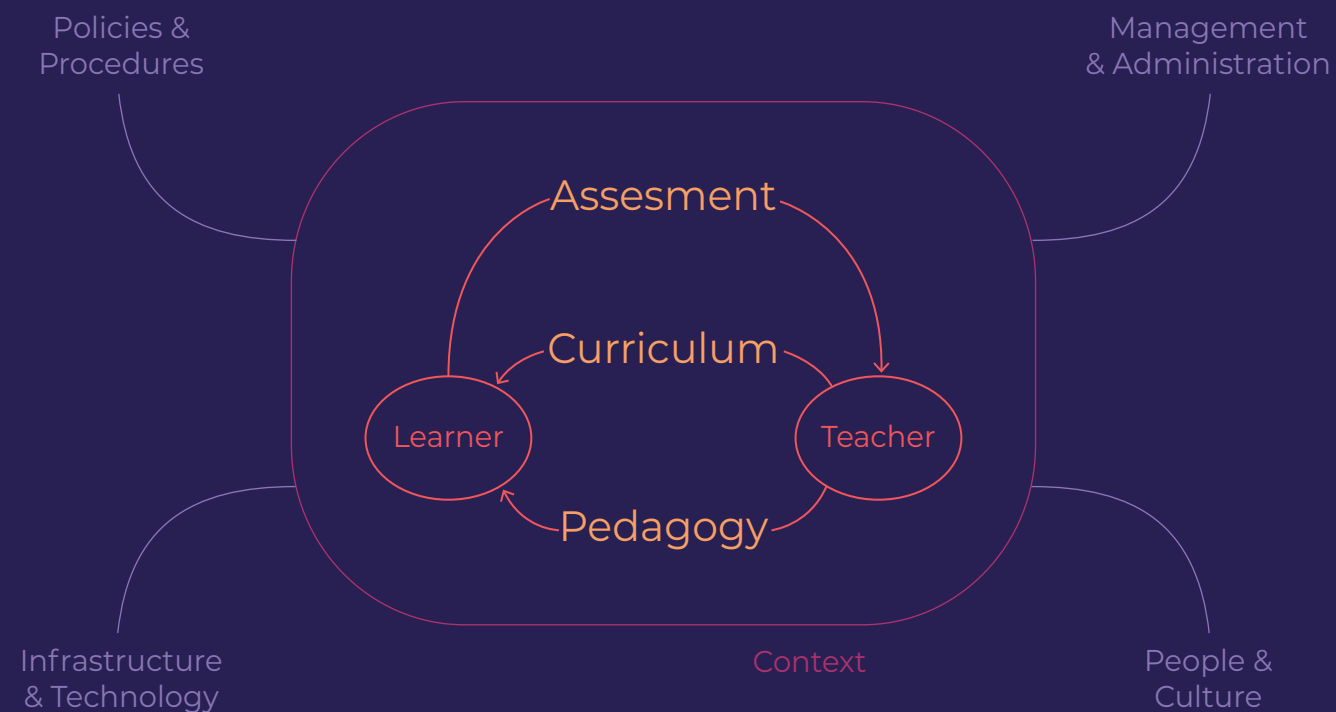 Policies &
Procedures
Management
& Administration
Assesment
Curriculum
Learner
Teacher
Pedagogy
Infrastructure
& Technology
Context
People &
Culture